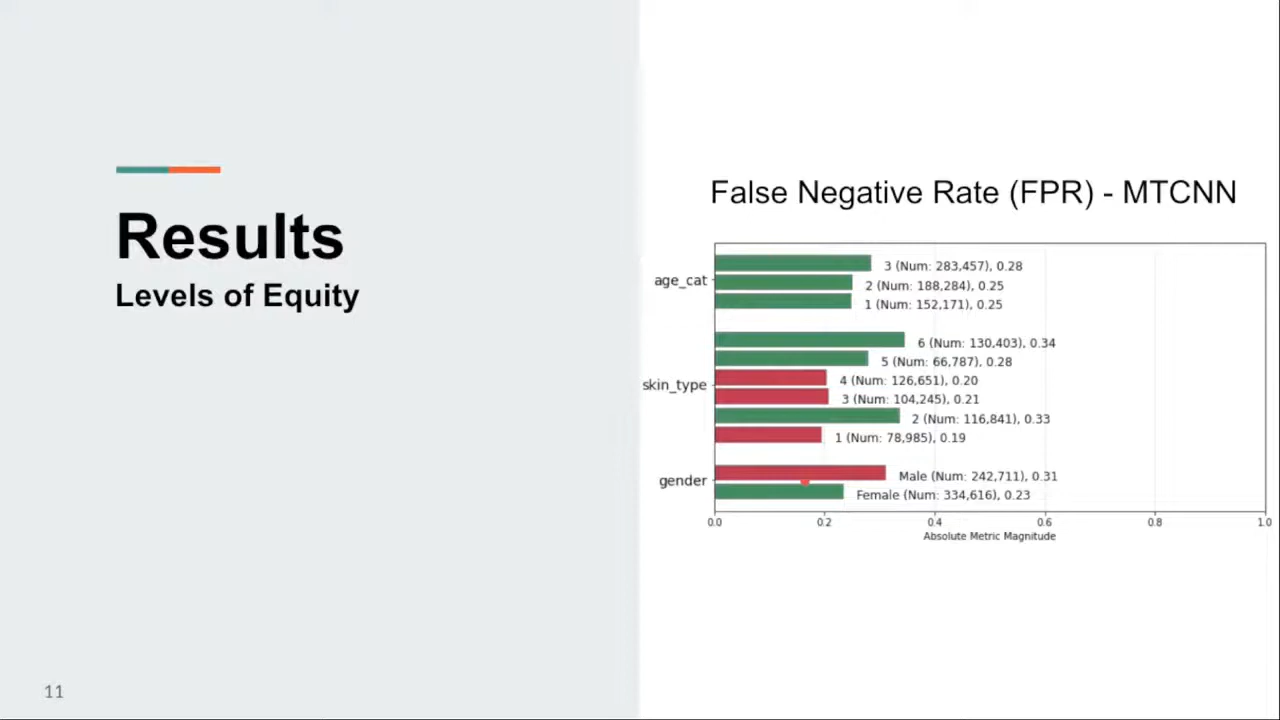 Results
Levels of Equity
False Negative Rate (FPR) - MTCNN
age_cat
3 (Num: 283,457), 0.28
2 (Num: 188,284), 0.25
1 (Num: 152,171), 0.25
skin_type
6 (Num: 130,403), 0.34
5 (Num: 66,787), 0.28
4 (Num: 126,651), 0.20
3 (Num: 104,245), 0.21
2 (Num: 116,841), 0.33
1 (Num: 78,985), 0.19
gender
Male (Num: 242,711), 0.31
Female (Num: 334,616), 0.23
0.0 0.2 0.4 0.6 0.8 1.0
Absolute Metric Magnitude
11